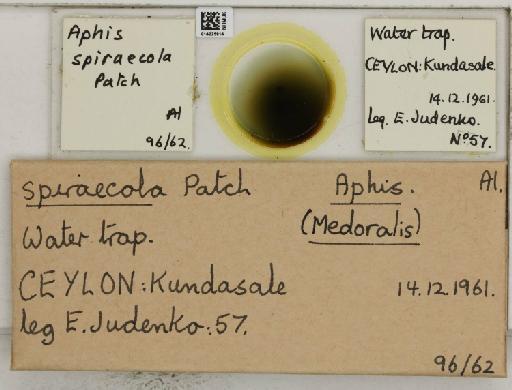 Aphis
spiraecola
Patch
Al
96/62.
Water trap.
CEYLON: Kundasale.
14.12.1961.
leg. E. Judenko.
Nº57.
spiraecola Patch Aphis. Al.
(Medoralis)
Water trap.
CEYLON: Kundasale 14.12.1961.
leg E. Judenko: 57.
96/62